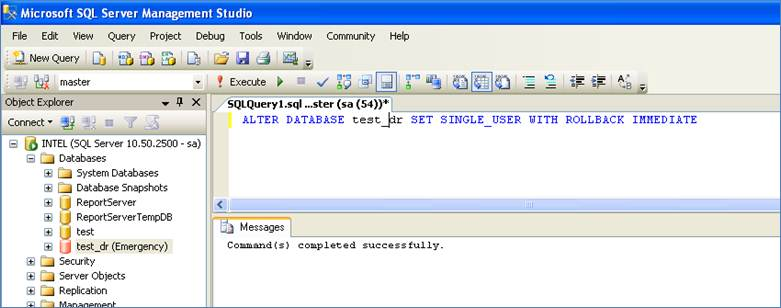 Microsoft SQL Server Management Studio
File Edit View Query Project Debug Tools Window Community Help
New Query
master
Execute
Object Explorer
SQLQuery1.sql ...ster (sa (54))*
Connect
ALTER DATABASE test_dr SET SINGLE_USER WITH ROLLBACK IMMEDIATE
INTEL (SQL Server 10.50.2500 - sa)
Databases
System Databases
Database Snapshots
ReportServer
ReportServerTempDB
test
test_dr (Emergency)
Security
Server Objects
Replication
Management
Messages
Command(s) completed successfully.